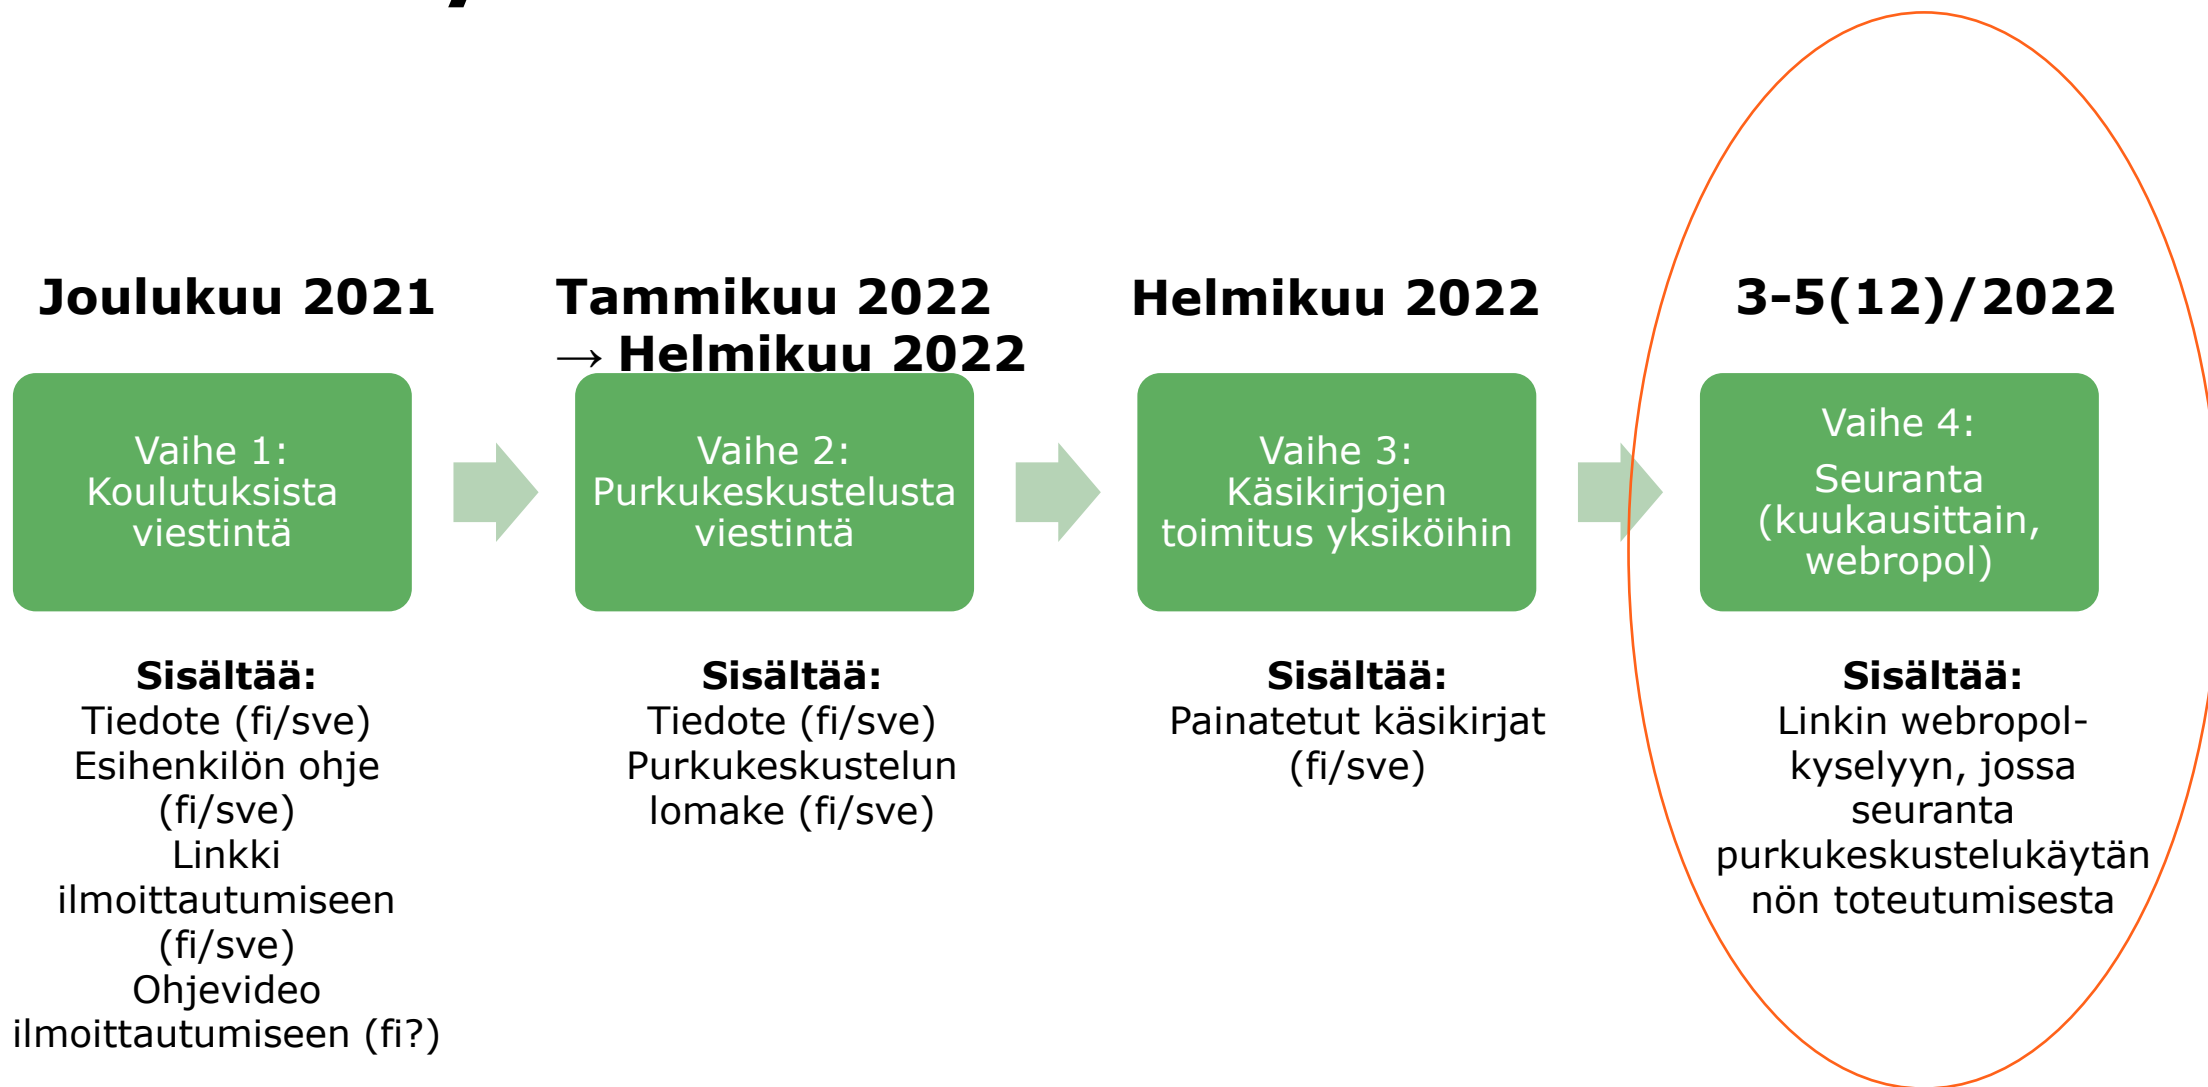 Joulukuu 2021
Vaihe 1:
Koulutuksista
viestintä
Sisältää:
Tiedote (fi/sve)
Esihenkilön ohje
(fi/sve)
Linkki
ilmoittautumiseen
(fi/sve)
Ohjevideo
ilmoittautumiseen (fi?)
Tammikuu 2022
→ Helmikuu 2022
Vaihe 2:
Purkukeskustelusta
viestintä
Sisältää:
Tiedote (fi/sve)
Purkukeskustelun
lomake (fi/sve)
Helmikuu 2022
Vaihe 3:
Käsikirjojen
toimitus yksiköihin
Sisältää:
Painatetut käsikirjat
(fi/sve)
3-5(12)/2022
Vaihe 4:
Seuranta
(kuukausittain,
webropol)
Sisältää:
Linkin webropol-
kyselyyn, jossa
seuranta
purkukeskustelukäytän
nön toteutumisesta